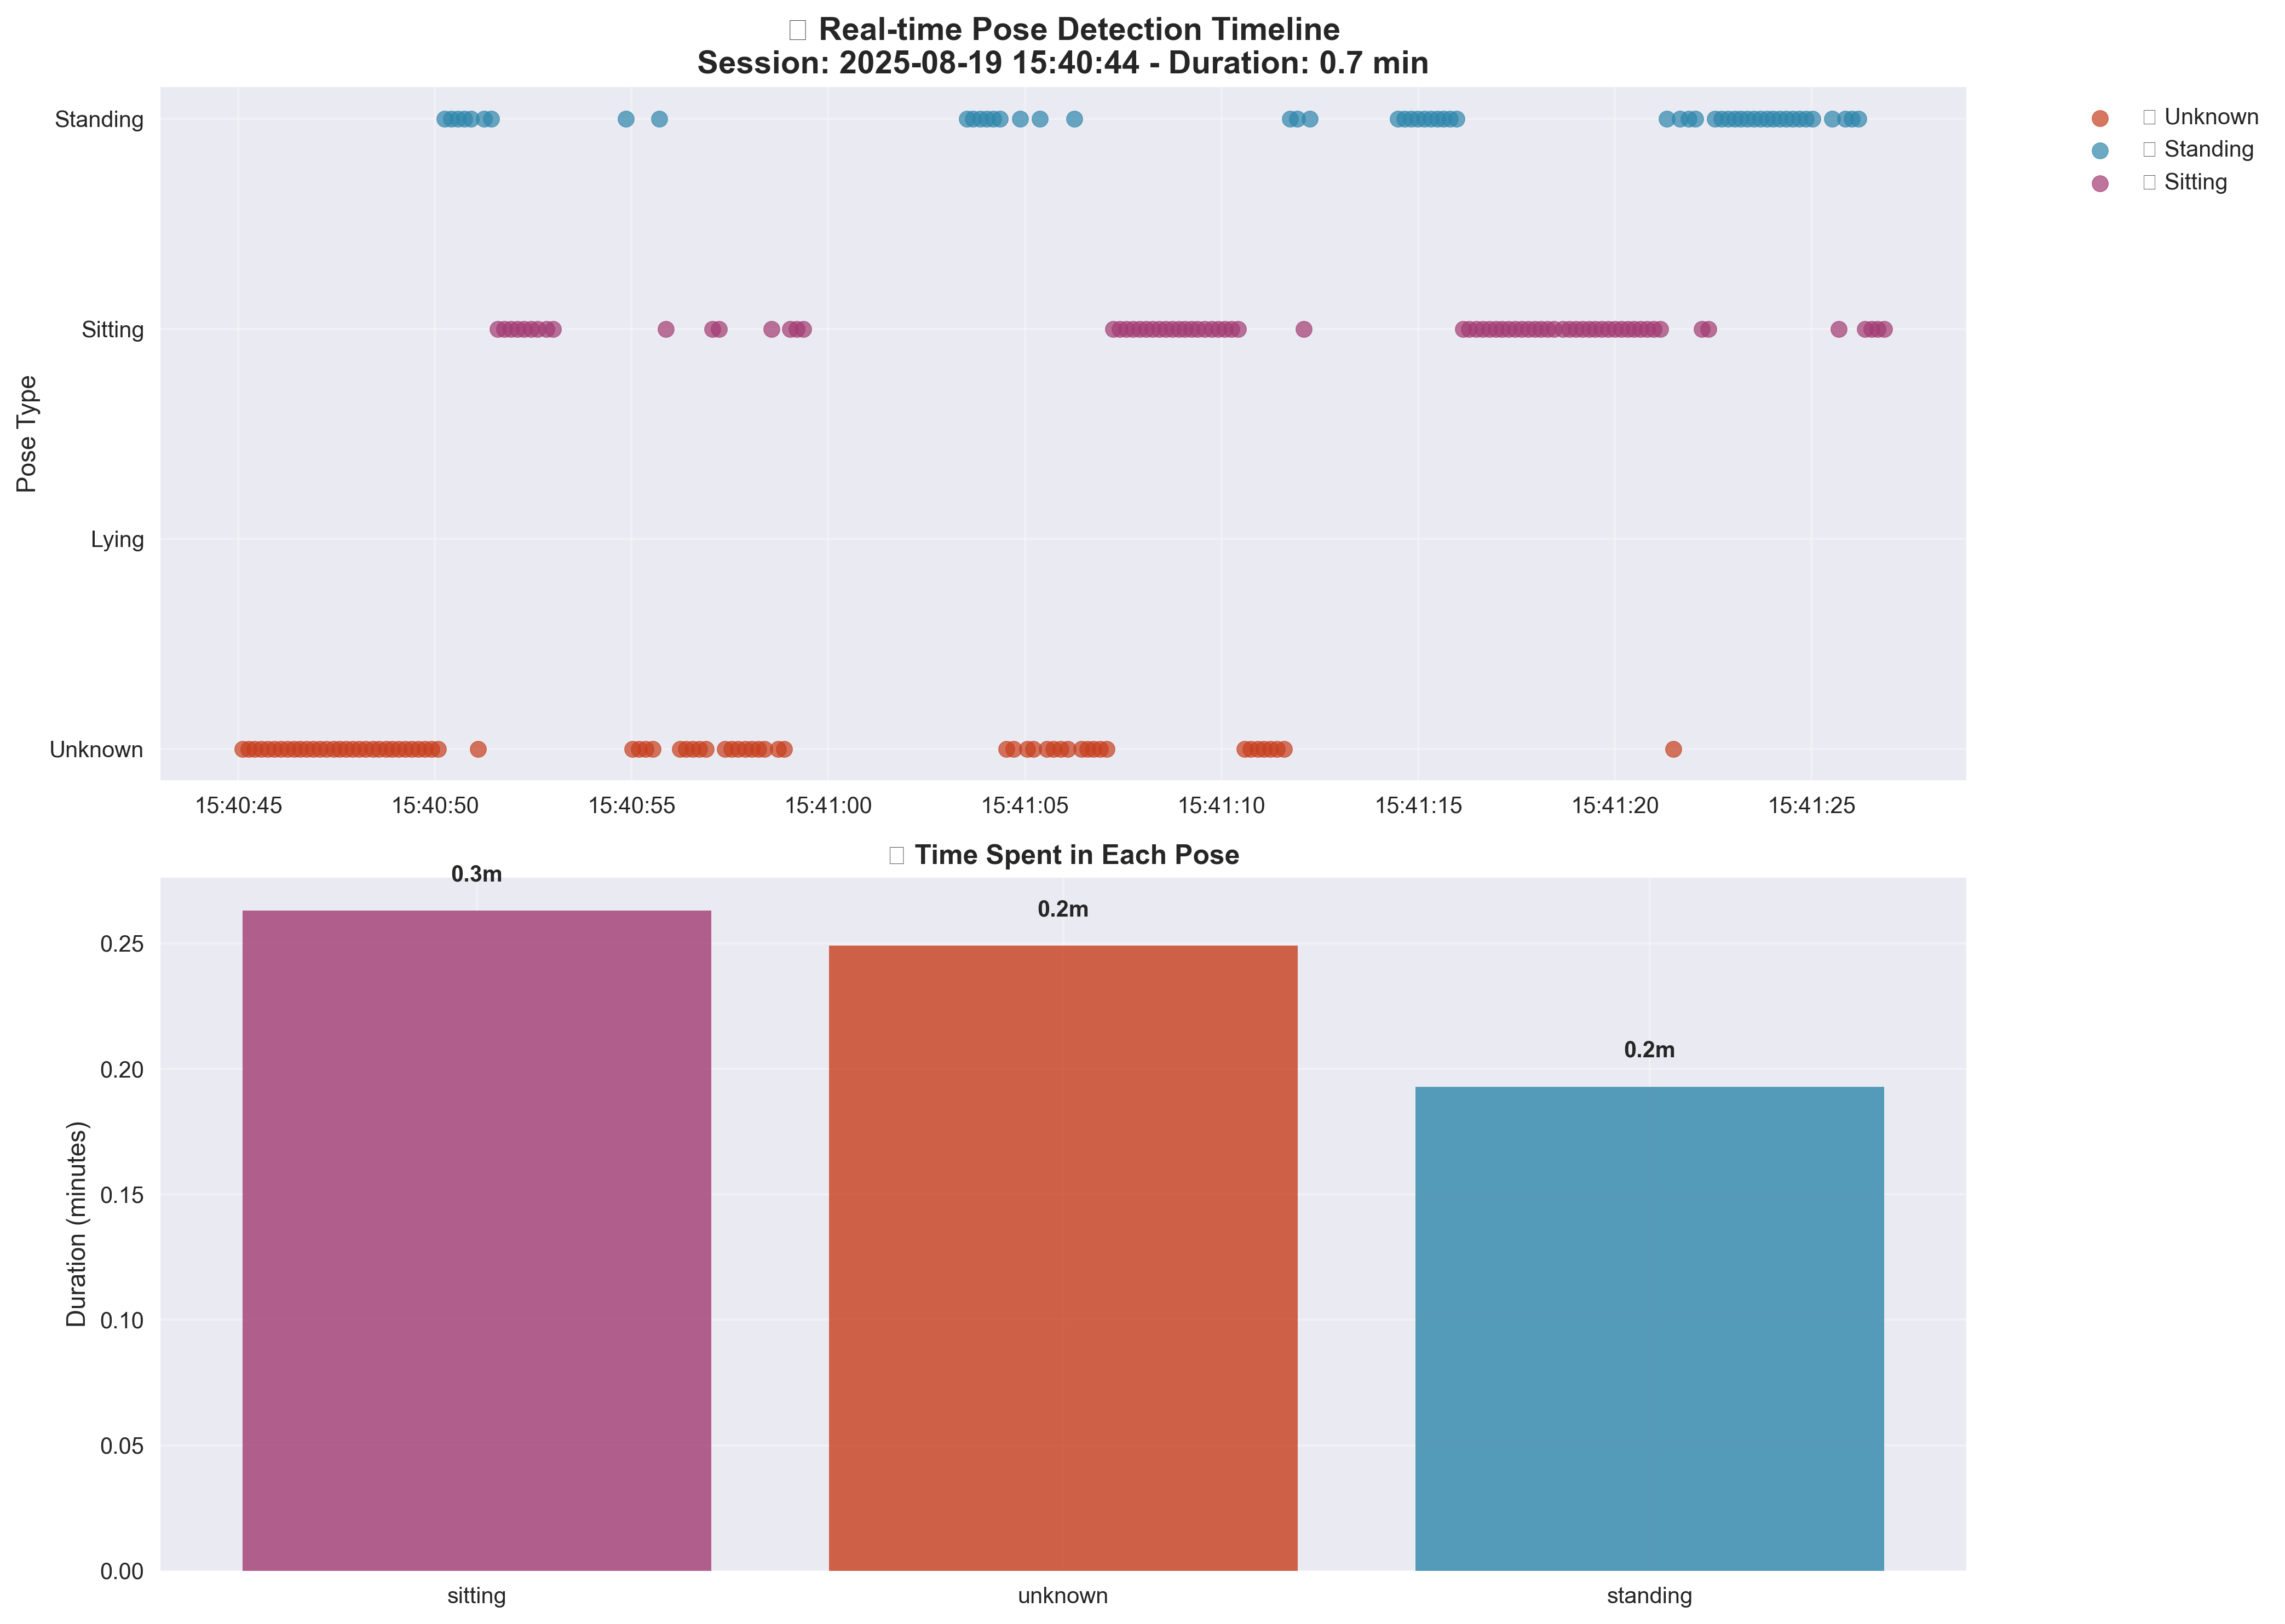 Real-time Pose Detection Timeline
Session: 2025-08-19 15:40:44 - Duration: 0.7 min
Unknown
Standing
Sitting
Pose Type
Standing
Sitting
Lying
Unknown
15:40:45 15:40:50 15:40:55 15:41:00 15:41:05 15:41:10 15:41:15 15:41:20 15:41:25
Time Spent in Each Pose
0.3m
0.2m
0.2m
Duration (minutes)
0.25
0.20
0.15
0.10
0.05
0.00
sitting unknown standing